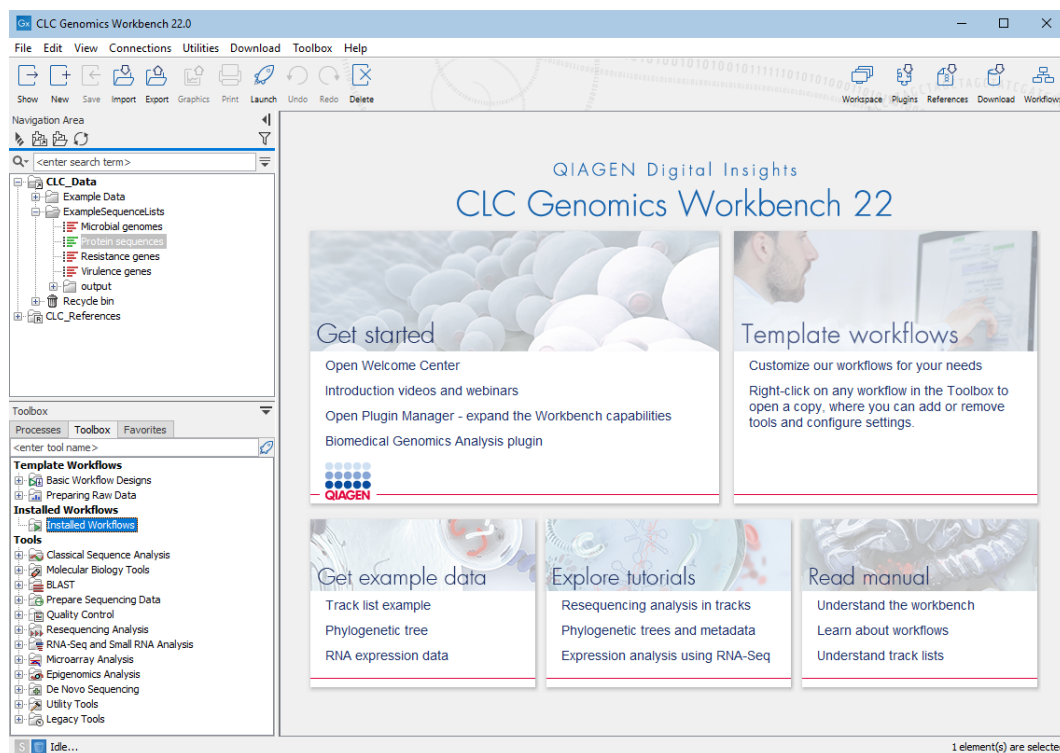 Gx CLC Genomics Workbench 22.0
File Edit View Connections Utilities Download Toolbox Help
Show New Save Import Export Graphics Print Launch Undo Redo Delete
Workspace Plugins References Download Workflows
Navigation Area
<enter search term>
CLC_Data
Example Data
ExampleSequenceLists
Microbial genomes
Protein sequences
Resistance genes
Virulence genes
output
Recycle bin
CLC_References
Toolbox
Processes Toolbox Favorites
<enter tool name>
Template Workflows
Basic Workflow Designs
Preparing Raw Data
Installed Workflows
Installed Workflows
Tools
Classical Sequence Analysis
Molecular Biology Tools
BLAST
Prepare Sequencing Data
Quality Control
Resequencing Analysis
RNA-Seq and Small RNA Analysis
Microarray Analysis
Epigenomics Analysis
De Novo Sequencing
Utility Tools
Legacy Tools
QIAGEN Digital Insights
CLC Genomics Workbench 22
Get started
Open Welcome Center
Introduction videos and webinars
Open Plugin Manager - expand the Workbench capabilities
Biomedical Genomics Analysis plugin
QIAGEN
Template workflows
Customize our workflows for your needs
Right-click on any workflow in the Toolbox to
open a copy, where you can add or remove
tools and configure settings.
Get example data
Track list example
Phylogenetic tree
RNA expression data
Explore tutorials
Resequencing analysis in tracks
Phylogenetic trees and metadata
Expression analysis using RNA-Seq
Read manual
Understand the workbench
Learn about workflows
Understand track lists
S Idle...
1 element(s) are selected